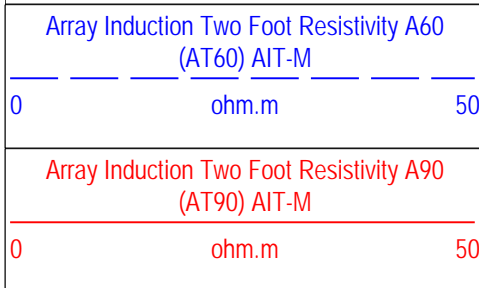 Array Induction Two Foot Resistivity A60
(AT60) AIT-M
0 ohm.m 50
Array Induction Two Foot Resistivity A90
(AT90) AIT-M
0 ohm.m 50